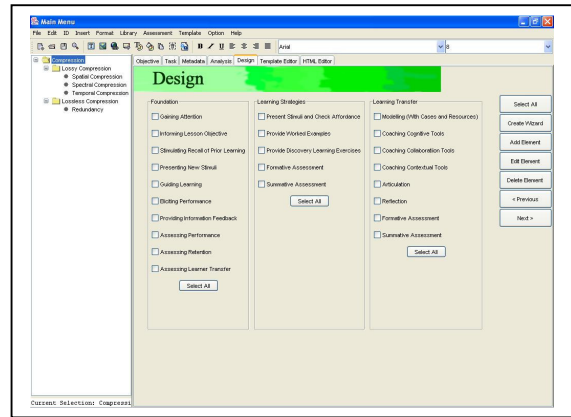 Main Menu
File Edit ID Insert Format Library Assessment Template Option Help
B I U Arial 8
Compression
Lossy Compression
Spatial Compression
Spectral Compression
Temporal Compression
Lossless Compression
Redundancy
Objective Task Metadata Analysis Design Template Editor HTML Editor
Design
Foundation
Gaining Attention
Informing Lesson Objective
Stimulating Recall of Prior Learning
Presenting New Stimuli
Guiding Learning
Eliciting Performance
Providing Information Feedback
Assessing Performance
Assessing Retention
Assessing Learner Transfer
Select All
Learning Strategies
Present Stimuli and Check Affordance
Provide Worked Examples
Provide Discovery Learning Exercises
Formative Assessment
Summative Assessment
Select All
Learning Transfer
Modelling (With Cases and Resources)
Coaching Cognitive Tools
Coaching Collaboration Tools
Coaching Contextual Tools
Articulation
Reflection
Formative Assessment
Summative Assessment
Select All
Select All
Create Wizard
Add Element
Edit Element
Delete Element
< Previous
Next >
Current Selection: Compressi